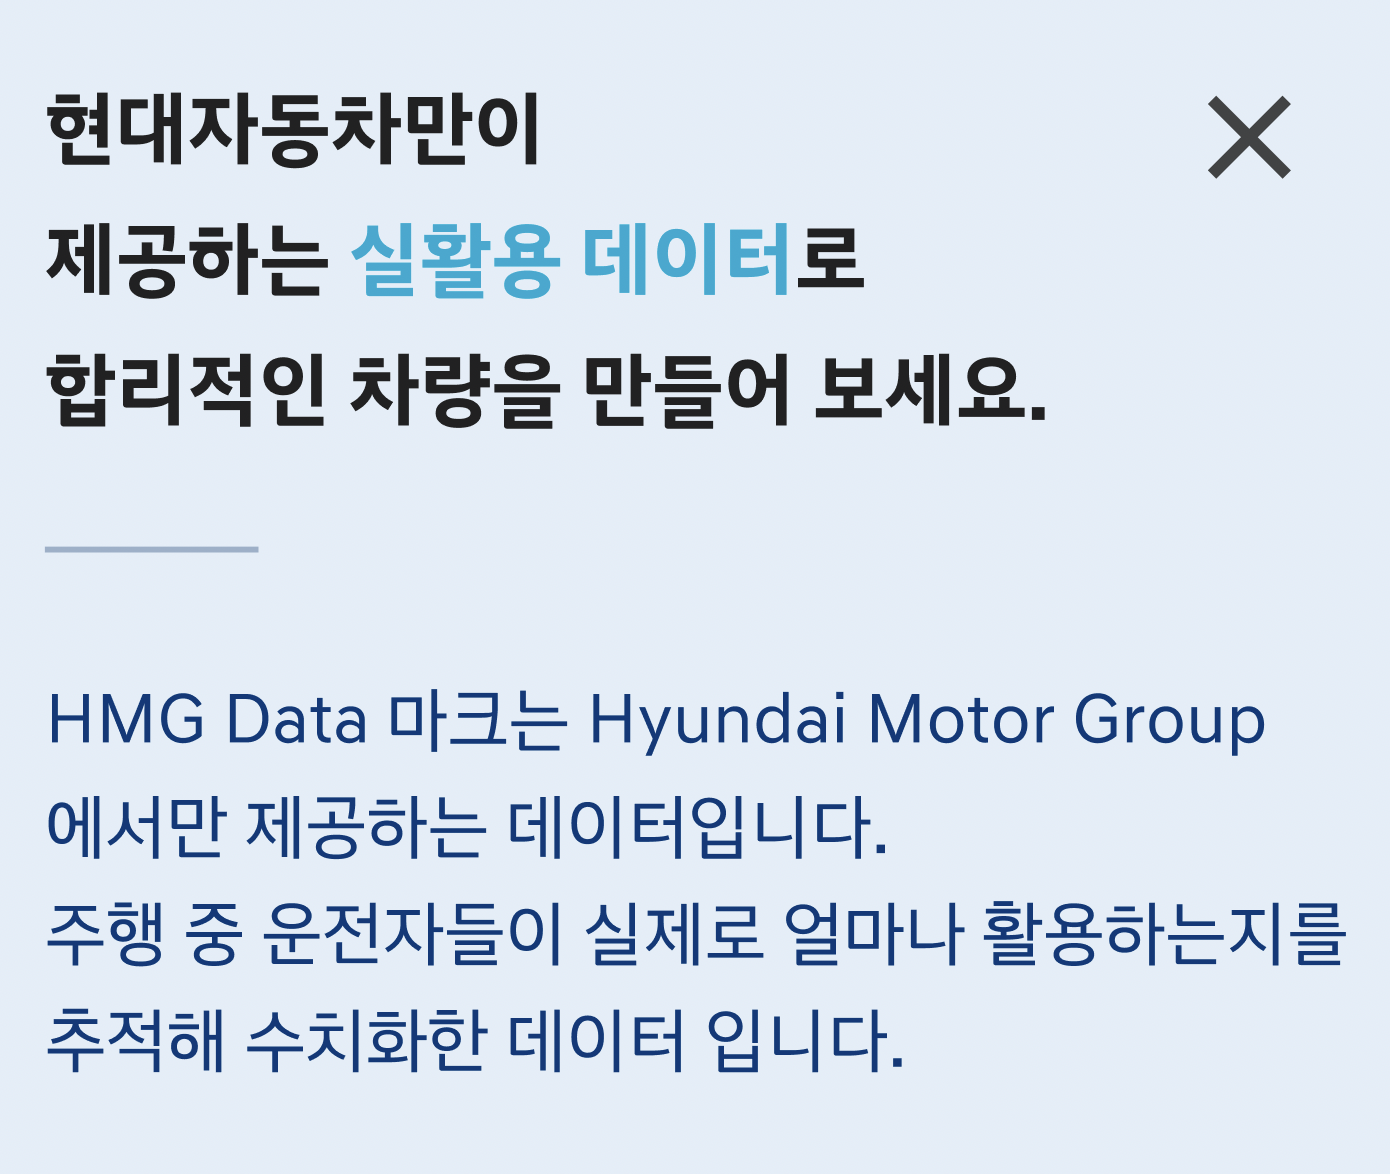 현대자동차만이
제공하는 실활용 데이터로
합리적인 차량을 만들어 보세요.
HMG Data 마크는 Hyundai Motor Group
에서만 제공하는 데이터입니다.
주행 중 운전자들이 실제로 얼마나 활용하는지를
추적해 수치화한 데이터 입니다.